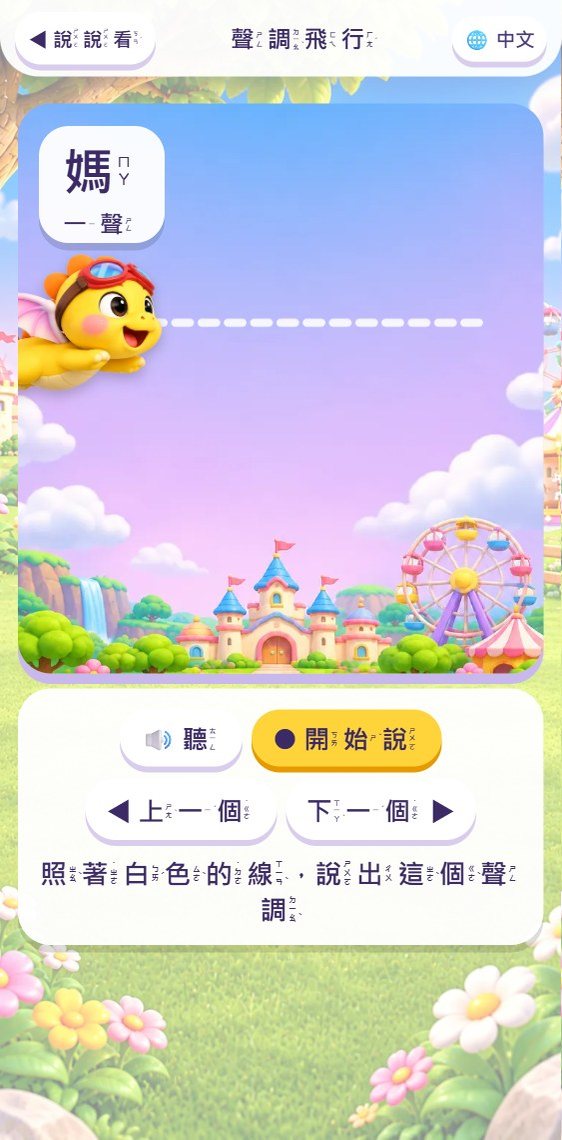 ◀ 說說看
聲調飛行
中文
媽 ㄇㄚ
一聲
聽
● 開始說
◀ 上一個
下一個 ▶
照著白色的線，說出這個聲
調